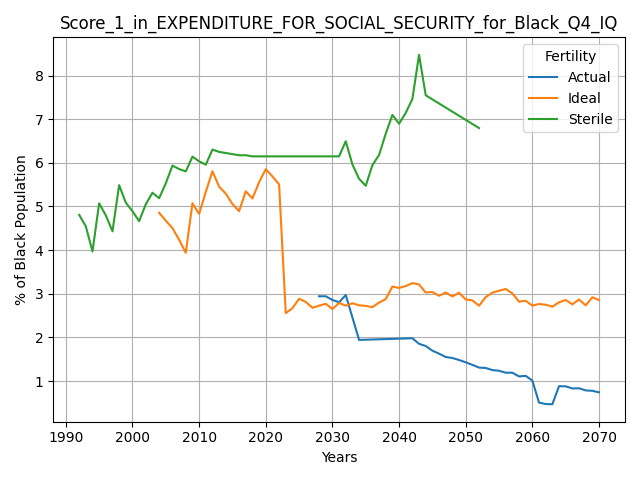 Score_1_in_EXPENDITURE_FOR_SOCIAL_SECURITY_for_Black_Q4_IQ
Fertility
Actual
Ideal
Sterile
% of Black Population
8
7
6
5
4
3
2
1
1990 2000 2010 2020 2030 2040 2050 2060 2070
Years